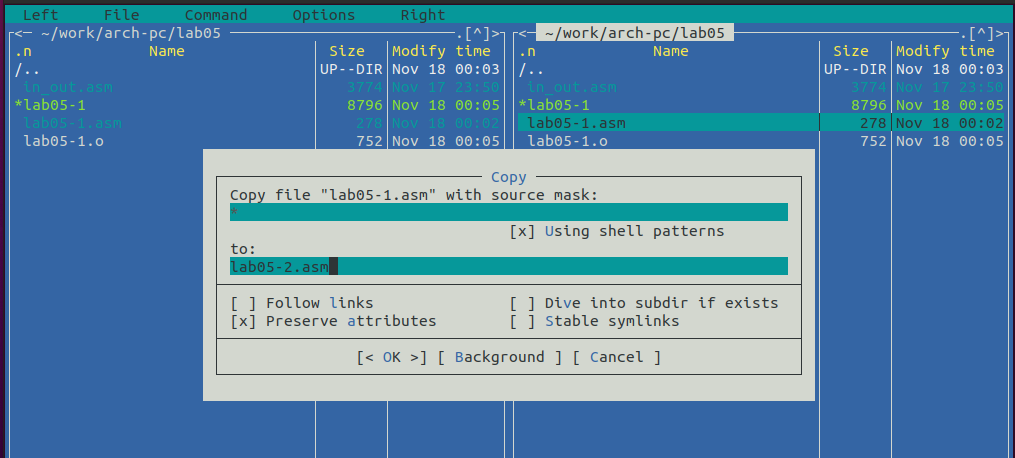 Left File Command Options Right
<─ ~/work/arch-pc/lab05 ─.[^]>
.n Name Size Modify time
/.. UP--DIR Nov 18 00:03
in_out.asm 3774 Nov 17 23:50
*lab05-1 8796 Nov 18 00:05
lab05-1.asm 278 Nov 18 00:02
lab05-1.o 752 Nov 18 00:05
<─ ~/work/arch-pc/lab05 ─.[^]>
.n Name Size Modify time
/.. UP--DIR Nov 18 00:03
in_out.asm 3774 Nov 17 23:50
*lab05-1 8796 Nov 18 00:05
lab05-1.asm 278 Nov 18 00:02
lab05-1.o 752 Nov 18 00:05
Copy
Copy file "lab05-1.asm" with source mask:
*
[x] Using shell patterns
to:
lab05-2.asm
[ ] Follow links [ ] Dive into subdir if exists
[x] Preserve attributes [ ] Stable symlinks
[< OK >] [ Background ] [ Cancel ]